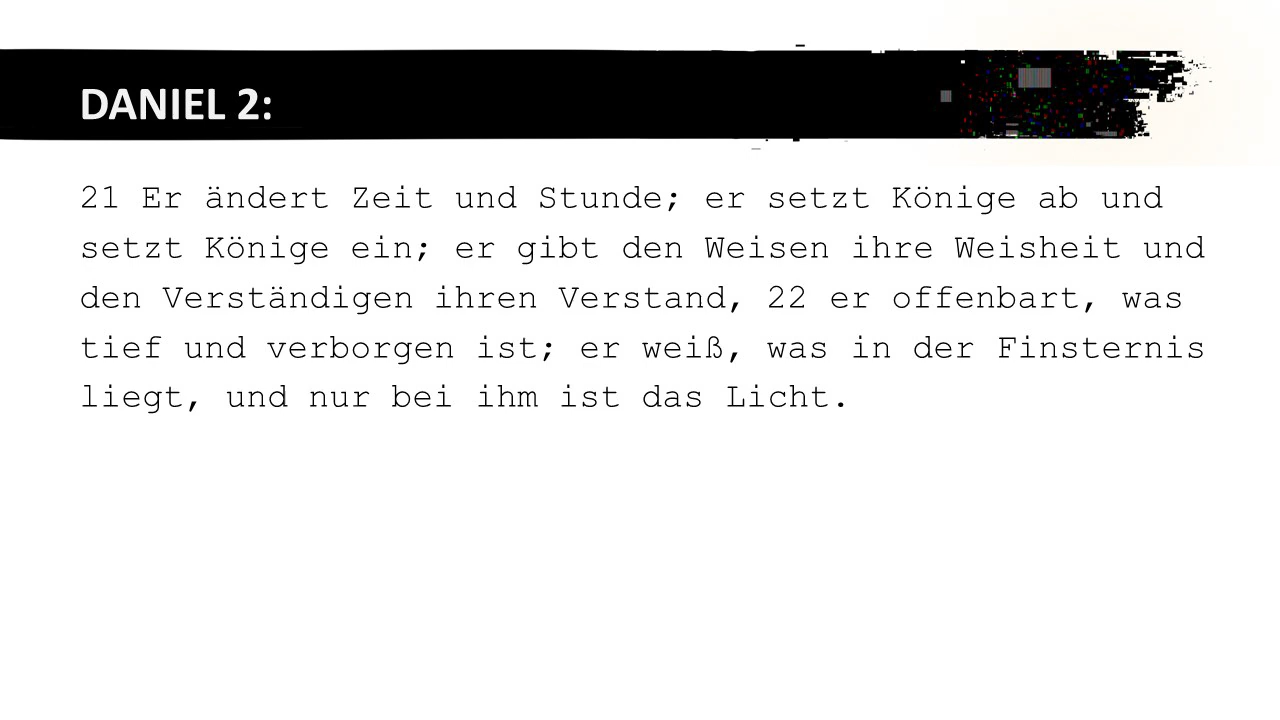 DANIEL 2:
21 Er ändert Zeit und Stunde; er setzt Könige ab und
setzt Könige ein; er gibt den Weisen ihre Weisheit und
den Verständigen ihren Verstand, 22 er offenbart, was
tief und verborgen ist; er weiß, was in der Finsternis
liegt, und nur bei ihm ist das Licht.